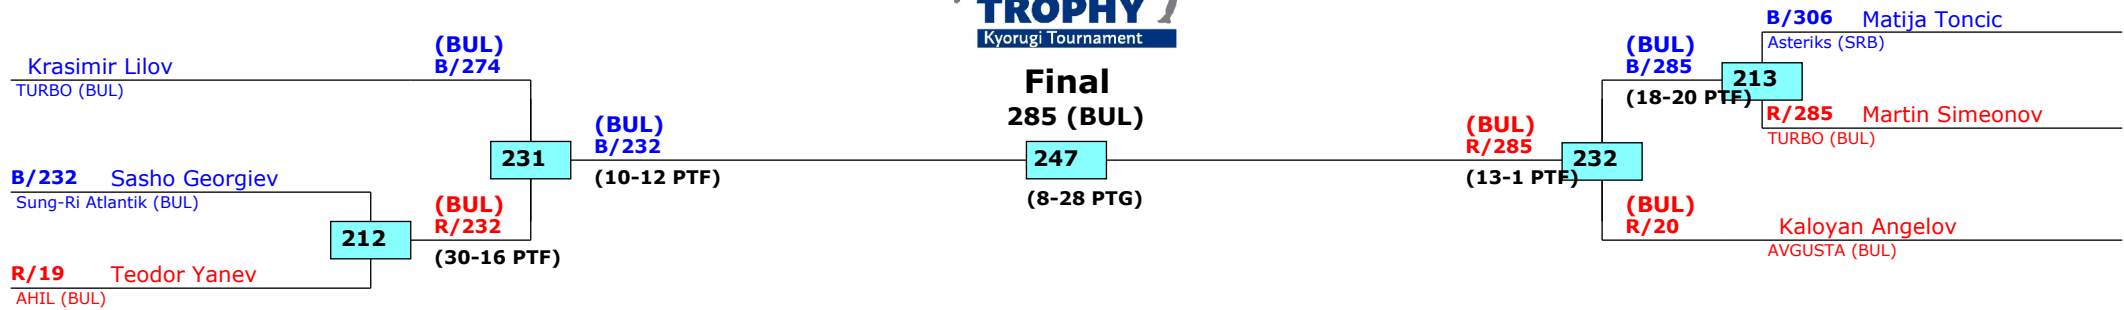 TROPHY
Kyorugi Tournament
Final
285 (BUL)
247
(8-28 PTG)
Krasimir Lilov
TURBO (BUL)
(BUL)
B/274
231
(BUL)
B/232
(10-12 PTF)
B/232 Sasho Georgiev
Sung-Ri Atlantik (BUL)
212
(BUL)
R/232
(30-16 PTF)
R/19 Teodor Yanev
AHIL (BUL)
B/306 Matija Toncic
Asteriks (SRB)
(BUL)
B/285
(18-20 PTF)
213
R/285 Martin Simeonov
TURBO (BUL)
(BUL)
R/285
(13-1 PTF)
232
(BUL)
R/20 Kaloyan Angelov
AVGUSTA (BUL)